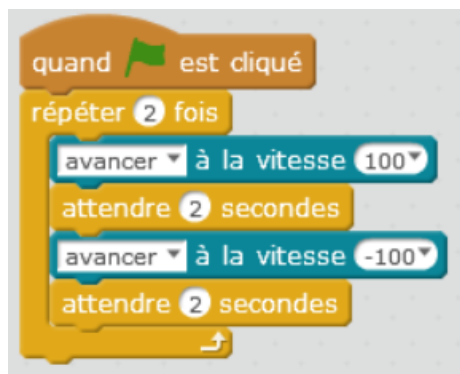 quand est cliqué
répéter 2 fois
avancer à la vitesse 100
attendre 2 secondes
avancer à la vitesse -100
attendre 2 secondes